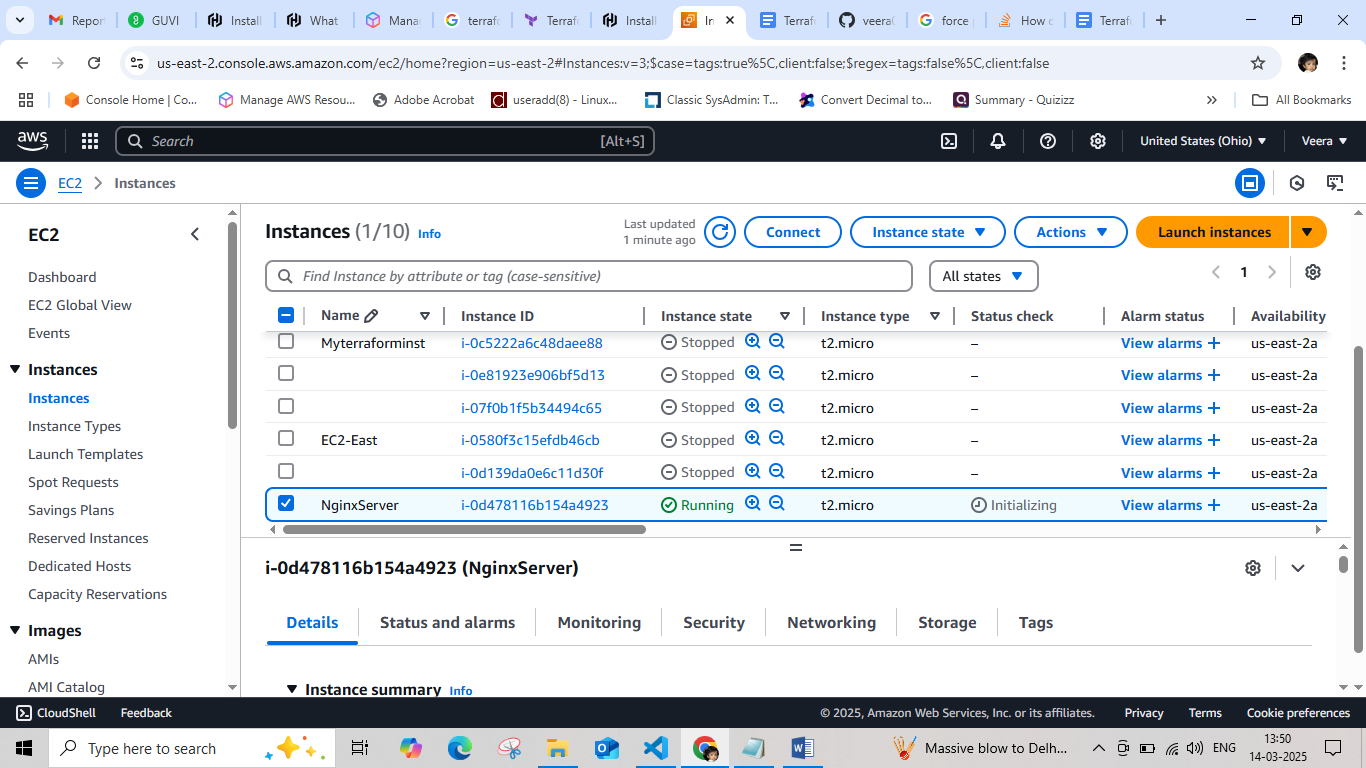 Report
GUVI
Install
What
Mana
terrafo
Terrafo
Install
In
Terrafo
veera
force
How
Terrafo
us-east-2.console.aws.amazon.com/ec2/home?region=us-east-2#Instances:v=3;$case=tags:true%5C,client:false;$regex=tags:false%5C,client:false
Console Home | Co...
Manage AWS Resou...
Adobe Acrobat
useradd(8) - Linux...
Classic SysAdmin: T...
Convert Decimal to...
Summary - Quizizz
All Bookmarks
aws
Search
[Alt+S]
United States (Ohio)
Veera
EC2
Instances
EC2
Dashboard
EC2 Global View
Events
Instances
Instances
Instance Types
Launch Templates
Spot Requests
Savings Plans
Reserved Instances
Dedicated Hosts
Capacity Reservations
Images
AMIs
AMI Catalog
Instances (1/10) Info
Last updated
1 minute ago
Connect
Instance state
Actions
Launch instances
Find Instance by attribute or tag (case-sensitive)
All states
1
Name Instance ID Instance state Instance type Status check Alarm status Availability
Myterraforminst i-0c5222a6c48daee88 Stopped t2.micro – View alarms + us-east-2a
i-0e81923e906bf5d13 Stopped t2.micro – View alarms + us-east-2a
i-07f0b1f5b34494c65 Stopped t2.micro – View alarms + us-east-2a
EC2-East i-0580f3c15efdb46cb Stopped t2.micro – View alarms + us-east-2a
i-0d139da0e6c11d30f Stopped t2.micro – View alarms + us-east-2a
NginxServer i-0d478116b154a4923 Running t2.micro Initializing View alarms + us-east-2a
i-0d478116b154a4923 (NginxServer)
Details
Status and alarms
Monitoring
Security
Networking
Storage
Tags
Instance summary Info
CloudShell
Feedback
© 2025, Amazon Web Services, Inc. or its affiliates.
Privacy
Terms
Cookie preferences
Type here to search
Massive blow to Delh...
ENG
13:50
14-03-2025